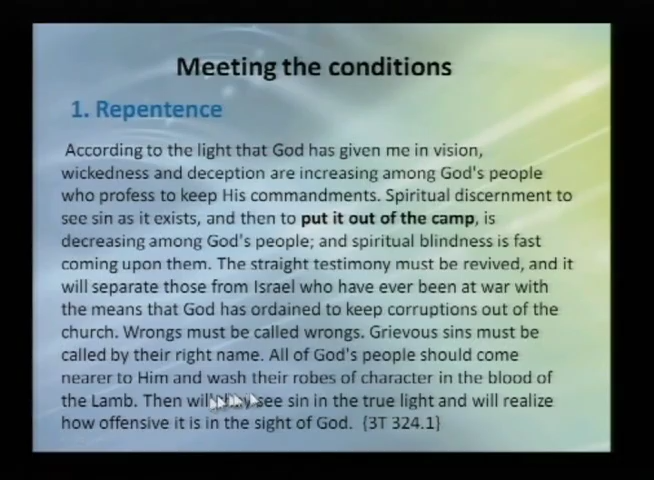 Meeting the conditions
1. Repentence
According to the light that God has given me in vision,
wickedness and deception are increasing among God's people
who profess to keep His commandments. Spiritual discernment to
see sin as it exists, and then to put it out of the camp, is
decreasing among God's people; and spiritual blindness is fast
coming upon them. The straight testimony must be revived, and it
will separate those from Israel who have ever been at war with
the means that God has ordained to keep corruptions out of the
church. Wrongs must be called wrongs. Grievous sins must be
called by their right name. All of God's people should come
nearer to Him and wash their robes of character in the blood of
the Lamb. Then will they see sin in the true light and will realize
how offensive it is in the sight of God. {3T 324.1}